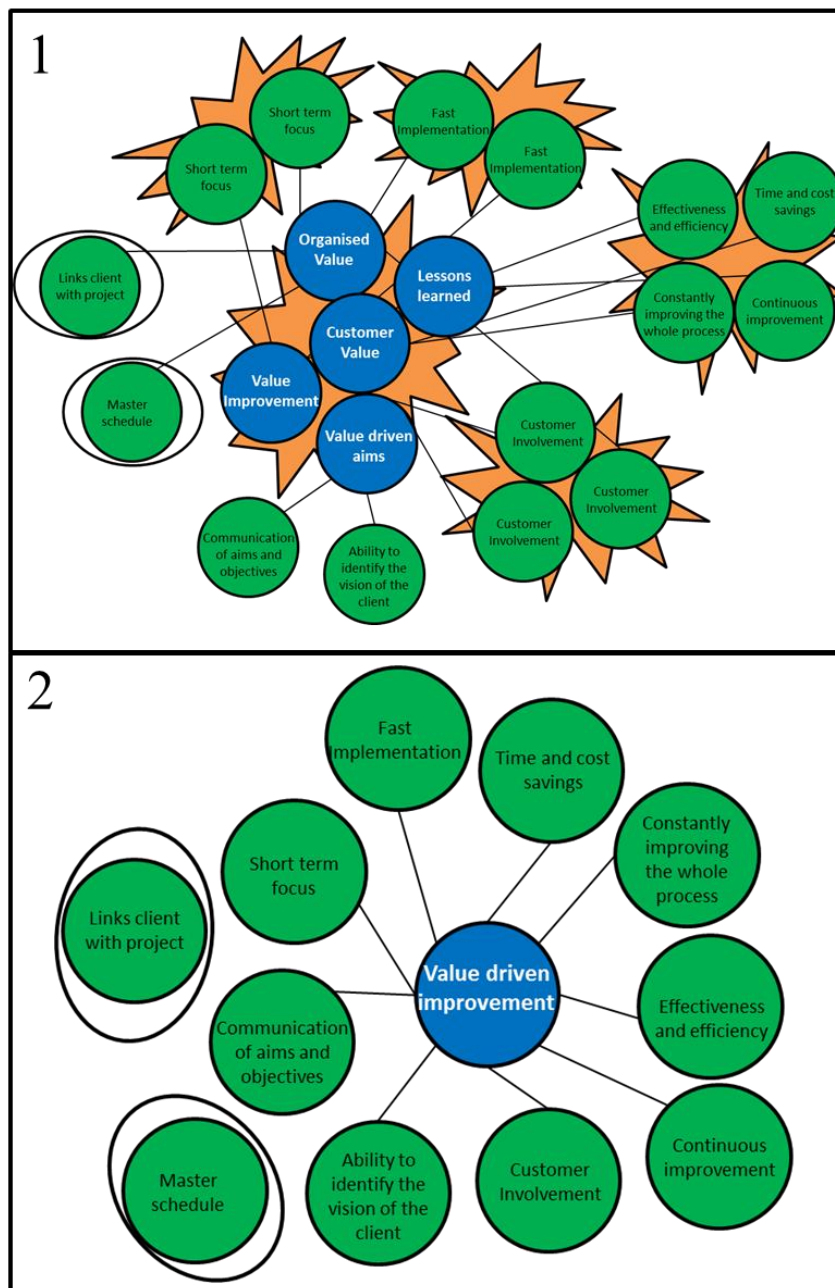 1
Short term
focus
Short term
focus
Fast
Implementation
Fast
Implementation
Effectiveness
and efficiency
Time and cost
savings
Constantly
improving the
whole process
Continuous
improvement
Organised
Value
Lessons
learned
Customer
Value
Value
Improvement
Value driven
aims
Links client
with project
Master
schedule
Customer
Involvement
Customer
Involvement
Customer
Involvement
Communication
of aims and
objectives
Ability to
identify the
vision of the
client
2
Fast
Implementation
Time and cost
savings
Short term
focus
Constantly
improving
the whole
process
Links client
with project
Value driven
improvement
Effectiveness
and efficiency
Communication
of aims and
objectives
Master
schedule
Ability to
identify the
vision of the
client
Customer
Involvement
Continuous
improvement